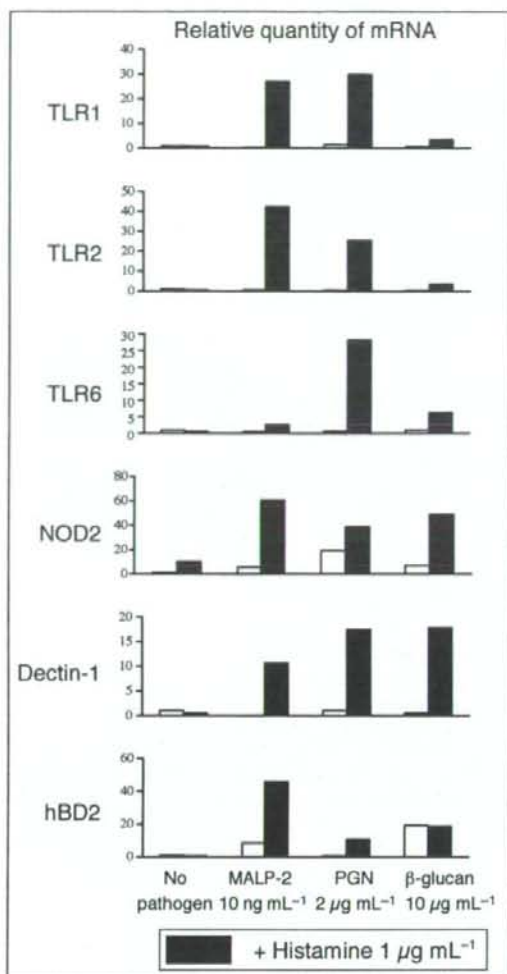 Relative quantity of mRNA
TLR1
40
30
20
10
0
TLR2
50
40
30
20
10
0
TLR6
30
25
20
15
10
5
0
NOD2
80
60
40
20
0
Dectin-1
20
15
10
5
0
hBD2
60
40
20
0
No pathogen
MALP-2 10 ng mL⁻¹
PGN 2 µg mL⁻¹
β-glucan 10 µg mL⁻¹
+ Histamine 1 µg mL⁻¹